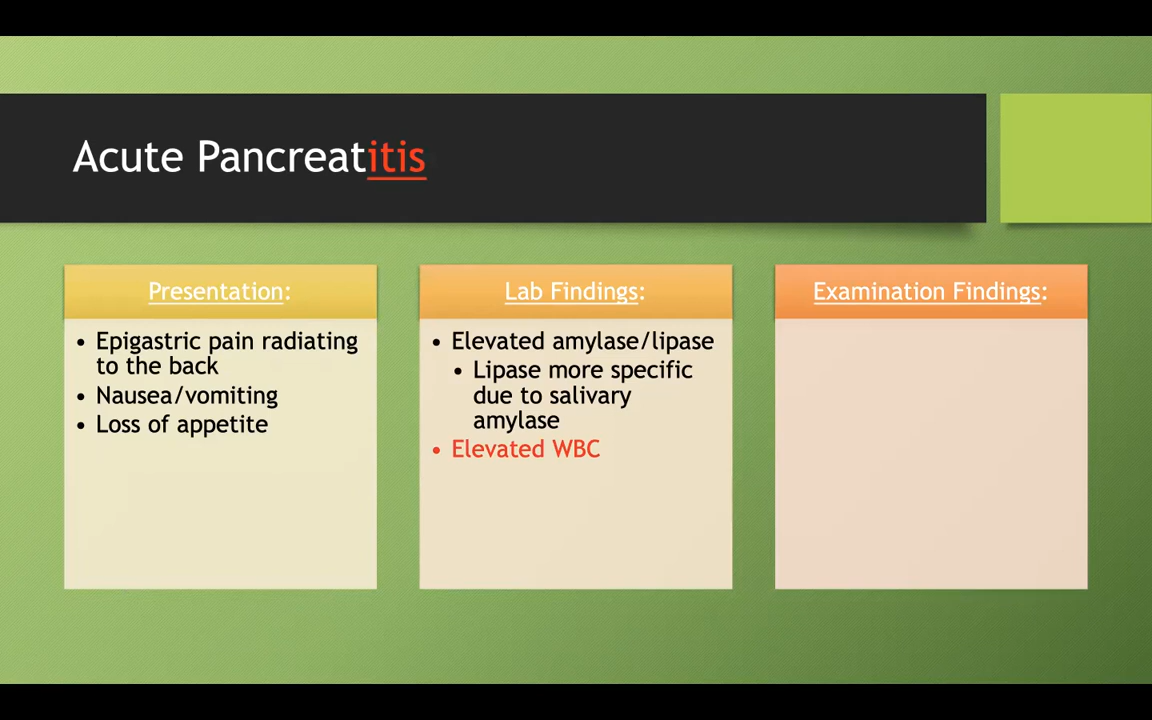 Acute Pancreatitis
Presentation:
• Epigastric pain radiating
to the back
• Nausea/vomiting
• Loss of appetite
Lab Findings:
• Elevated amylase/lipase
• Lipase more specific
due to salivary
amylase
• Elevated WBC
Examination Findings: